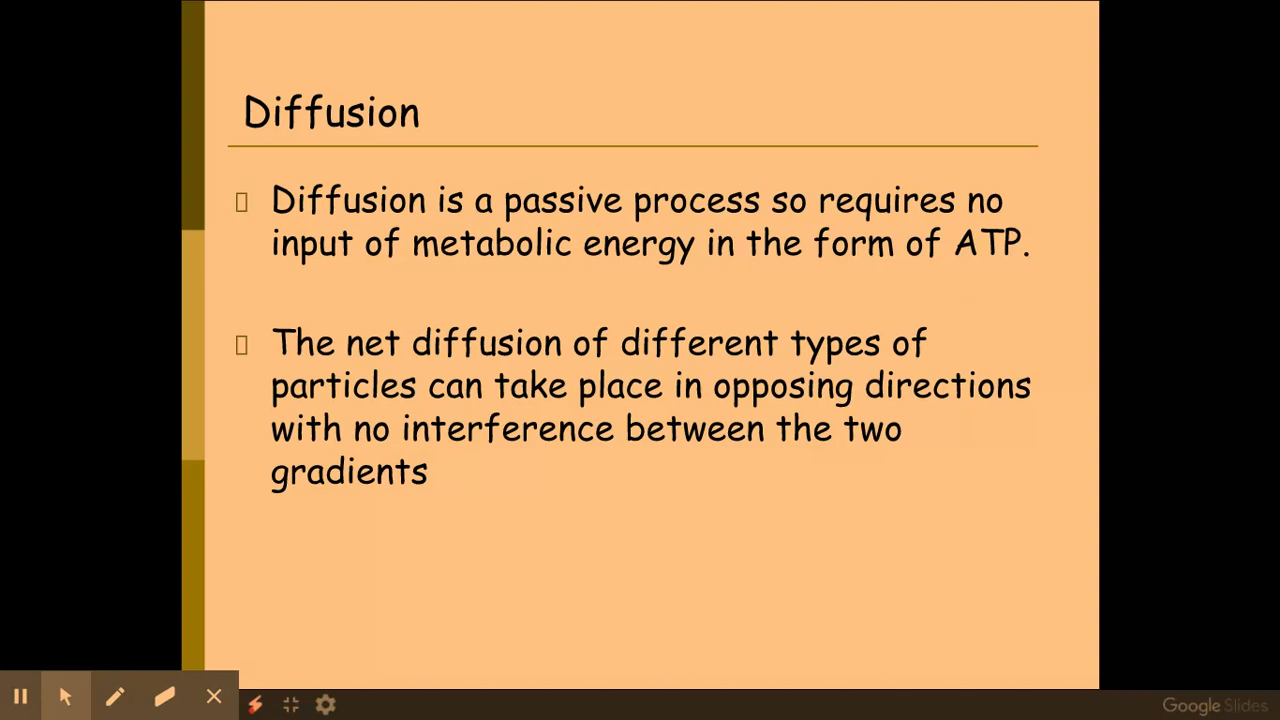 Diffusion
Diffusion is a passive process so requires no
input of metabolic energy in the form of ATP.
The net diffusion of different types of
particles can take place in opposing directions
with no interference between the two
gradients
Google Slides